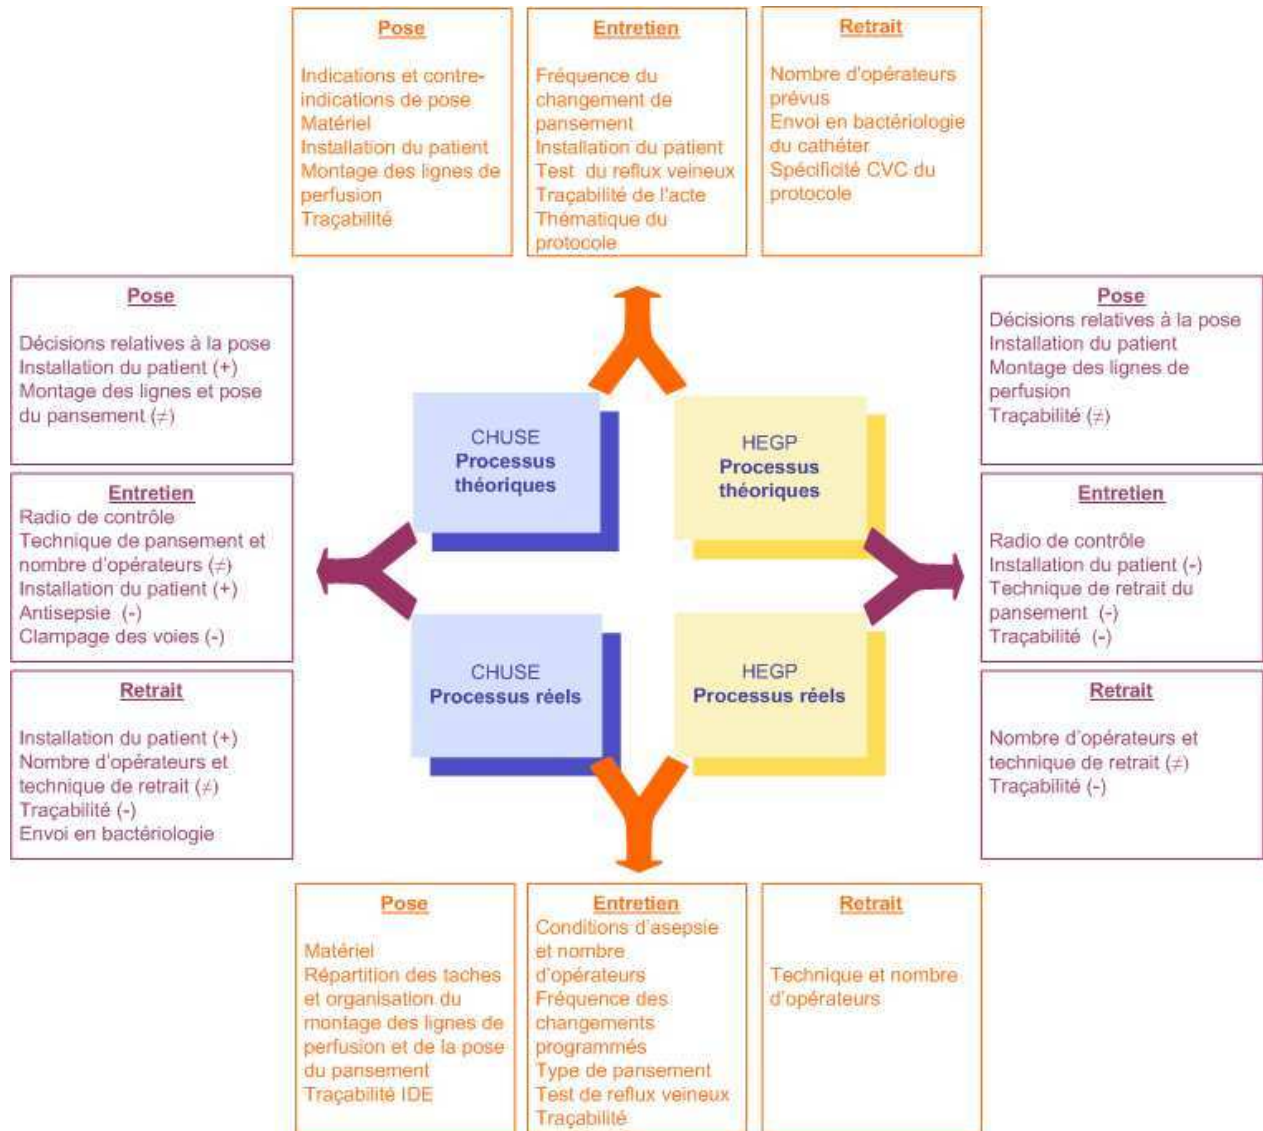 Pose
Indications et contre-
indications de pose
Matériel
Installation du patient
Montage des lignes de
perfusion
Traçabilité
Entretien
Fréquence du
changement de
pansement
Installation du patient
Test du reflux veineux
Traçabilité de l'acte
Thématique du
protocole
Retrait
Nombre d'opérateurs
prévus
Envoi en bactériologie
du cathéter
Spécificité CVC du
protocole
Pose
Décisions relatives à la pose
Installation du patient (+)
Montage des lignes et pose
du pansement (≠)
Entretien
Radio de contrôle
Technique de pansement et
nombre d'opérateurs (≠)
Installation du patient (+)
Antisepsie (-)
Clampage des voies (-)
Retrait
Installation du patient (+)
Nombre d'opérateurs et
technique de retrait (≠)
Traçabilité (-)
Envoi en bactériologie
CHUSE
Processus
théoriques
HEGP
Processus
théoriques
CHUSE
Processus réels
HEGP
Processus réels
Pose
Décisions relatives à la pose
Installation du patient
Montage des lignes de
perfusion
Traçabilité (≠)
Entretien
Radio de contrôle
Installation du patient (-)
Technique de retrait du
pansement (-)
Traçabilité (-)
Retrait
Nombre d'opérateurs et
technique de retrait (≠)
Traçabilité (-)
Pose
Matériel
Répartition des taches
et organisation du
montage des lignes de
perfusion et de la pose
du pansement
Traçabilité IDE
Entretien
Conditions d'asepsie
et nombre
d'opérateurs
Fréquence des
changements
programmés
Type de pansement
Test de reflux veineux
Traçabilité
Retrait
Technique et nombre
d'opérateurs